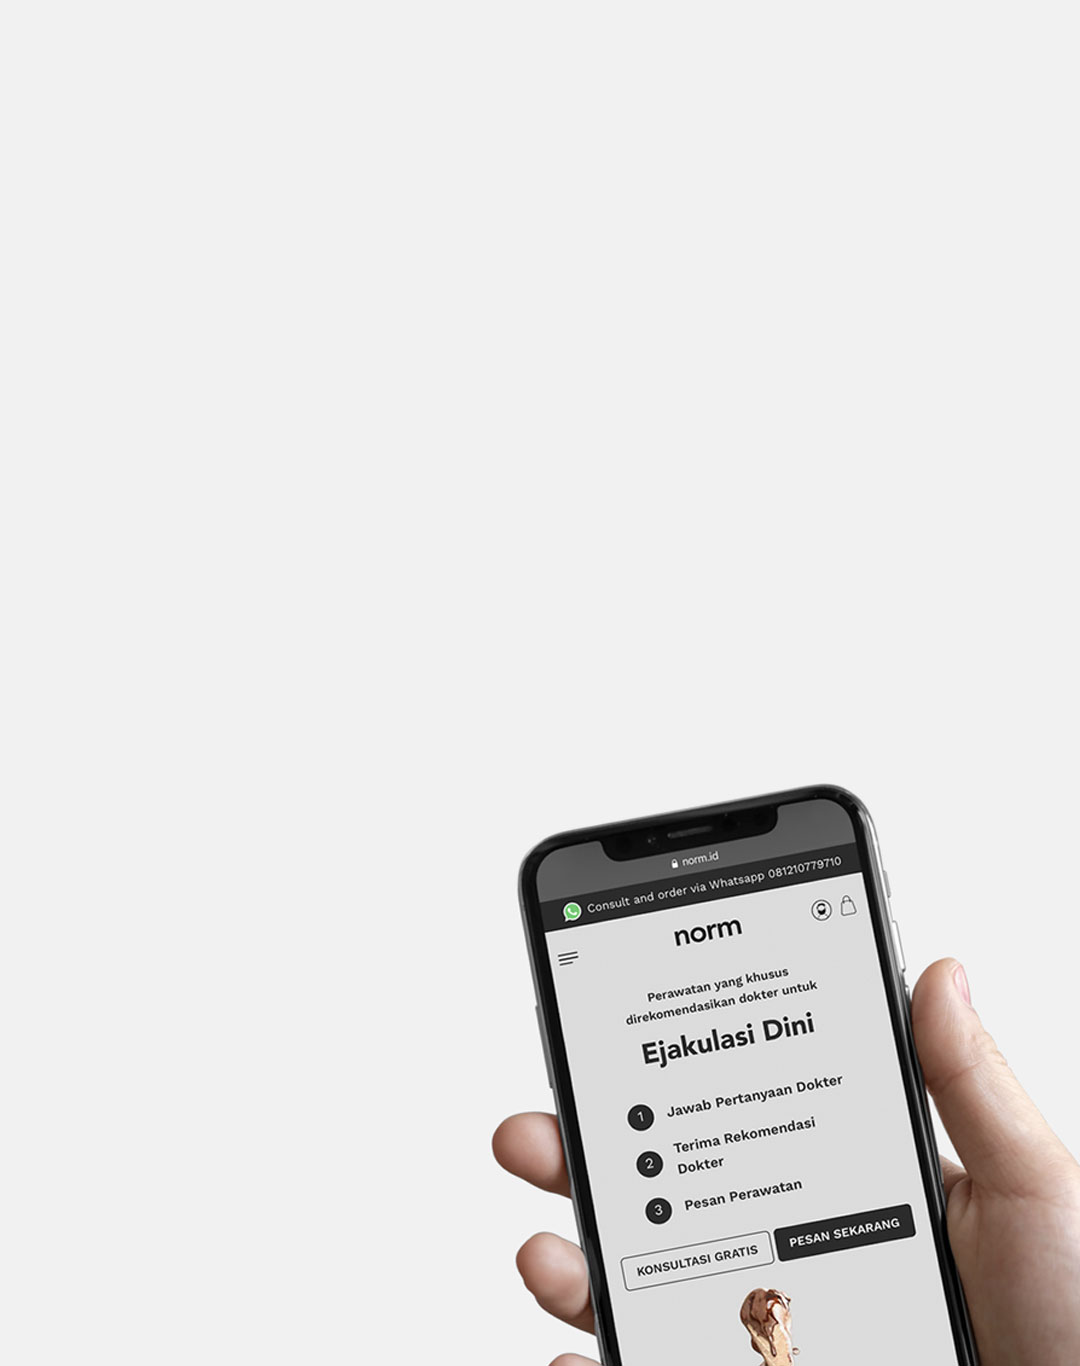 norm.id
Consult and order via Whatsapp 081210779710
norm
Perawatan yang khusus
direkomendasikan dokter untuk
Ejakulasi Dini
1 Jawab Pertanyaan Dokter
2 Terima Rekomendasi
Dokter
3 Pesan Perawatan
KONSULTASI GRATIS
PESAN SEKARANG